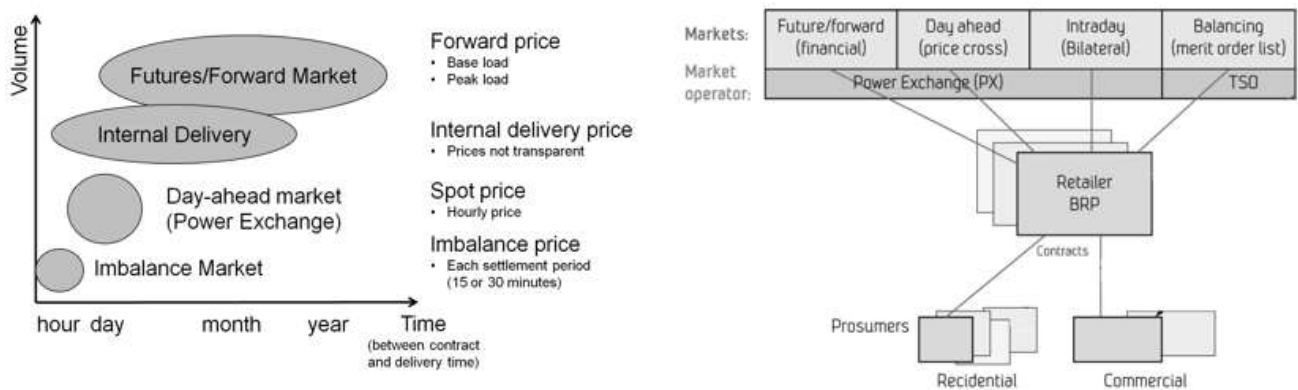 Volume
Futures/Forward Market
Internal Delivery
Day-ahead market
(Power Exchange)
Imbalance Market
hour day month year Time
(between contract
and delivery time)
Forward price
• Base load
• Peak load
Internal delivery price
• Prices not transparent
Spot price
• Hourly price
Imbalance price
• Each settlement period
(15 or 30 minutes)
Markets:
Future/forward
(financial)
Day ahead
(price cross)
Intraday
(Bilateral)
Balancing
(merit order list)
Market
operator:
Power Exchange (PX)
TSO
Retailer
BRP
Contracts
Prosumers
Recidential
Commercial